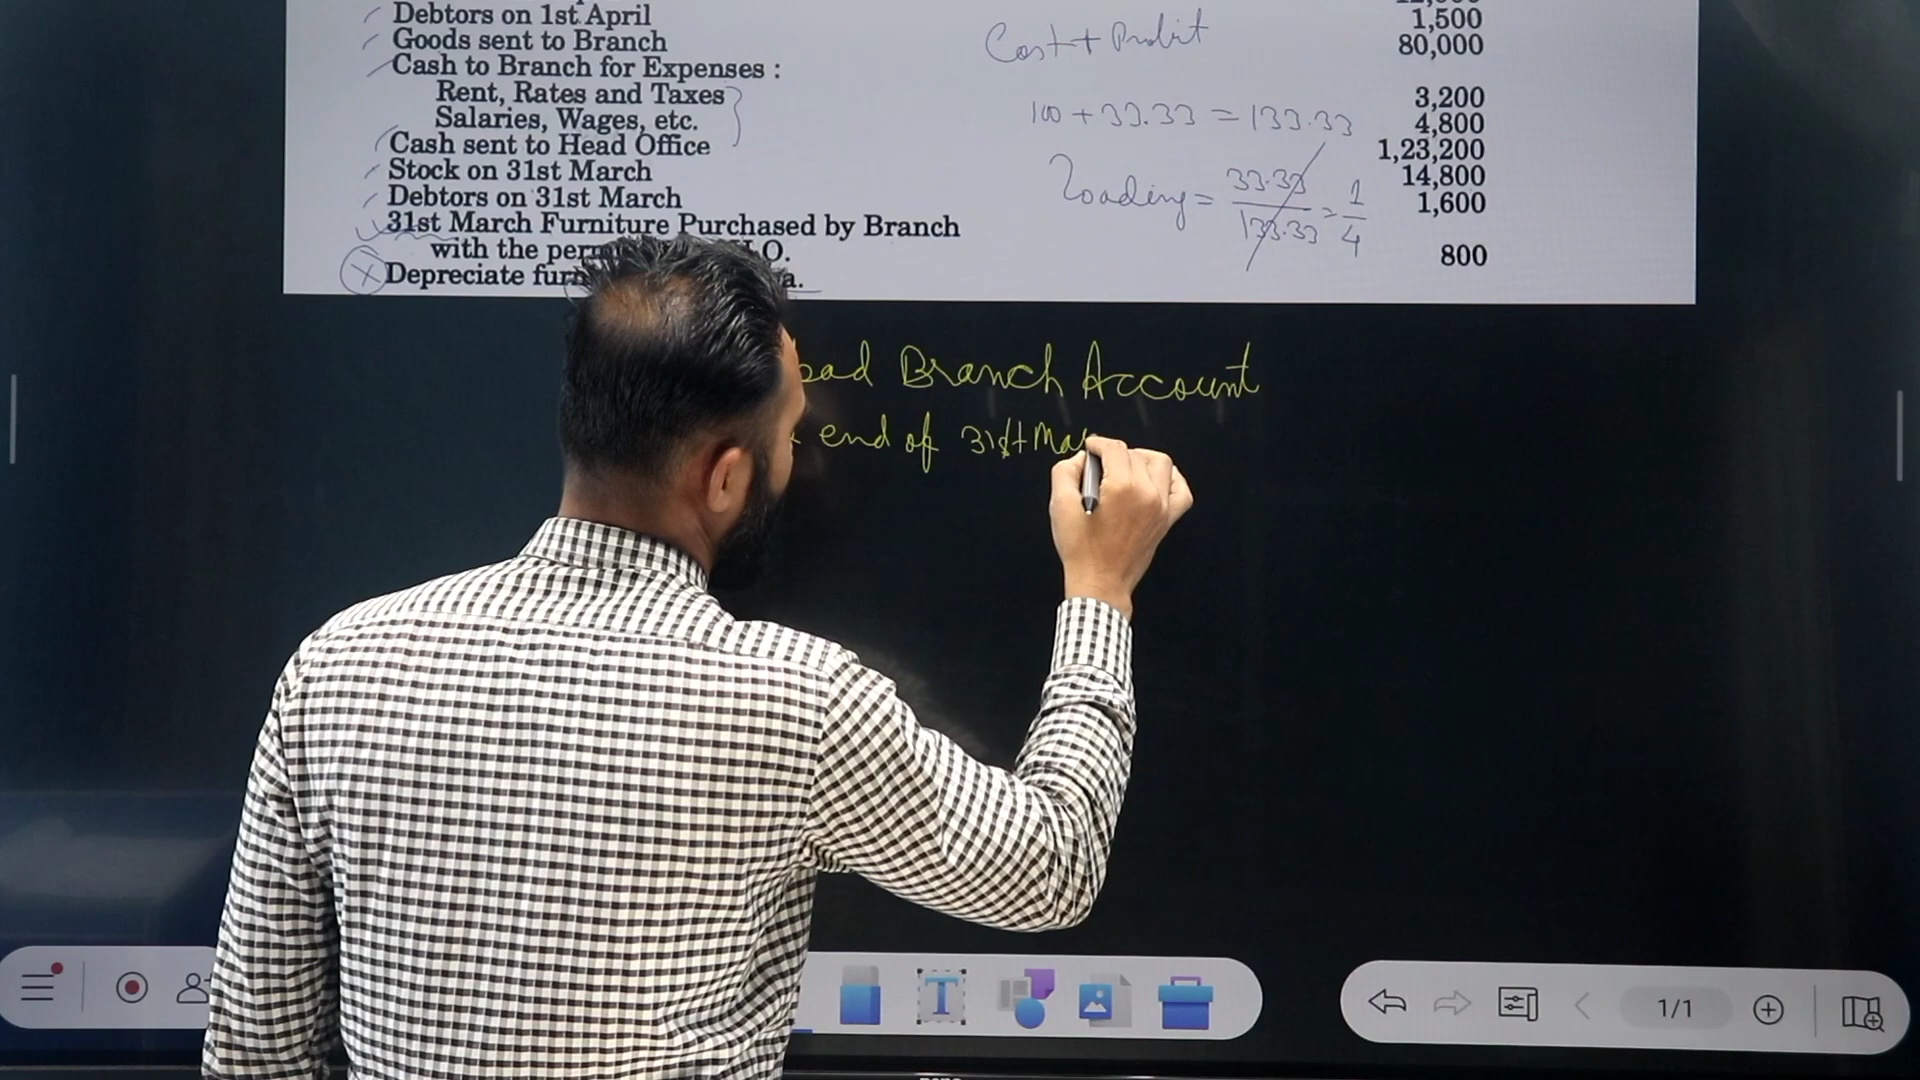 Debtors on 1st April 1,500
Goods sent to Branch 80,000
Cost + Profit
Cash to Branch for Expenses :
Rent, Rates and Taxes 3,200
Salaries, Wages, etc. 4,800
100 + 33.33 = 133.33
Cash sent to Head Office 1,23,200
Stock on 31st March 14,800
Loading = 33.33 / 133.33 = 1 / 4
Debtors on 31st March 1,600
31st March Furniture Purchased by Branch
with the O. 800
Depreciate a.
Branch Account
end of 31st Mar
T
1/1